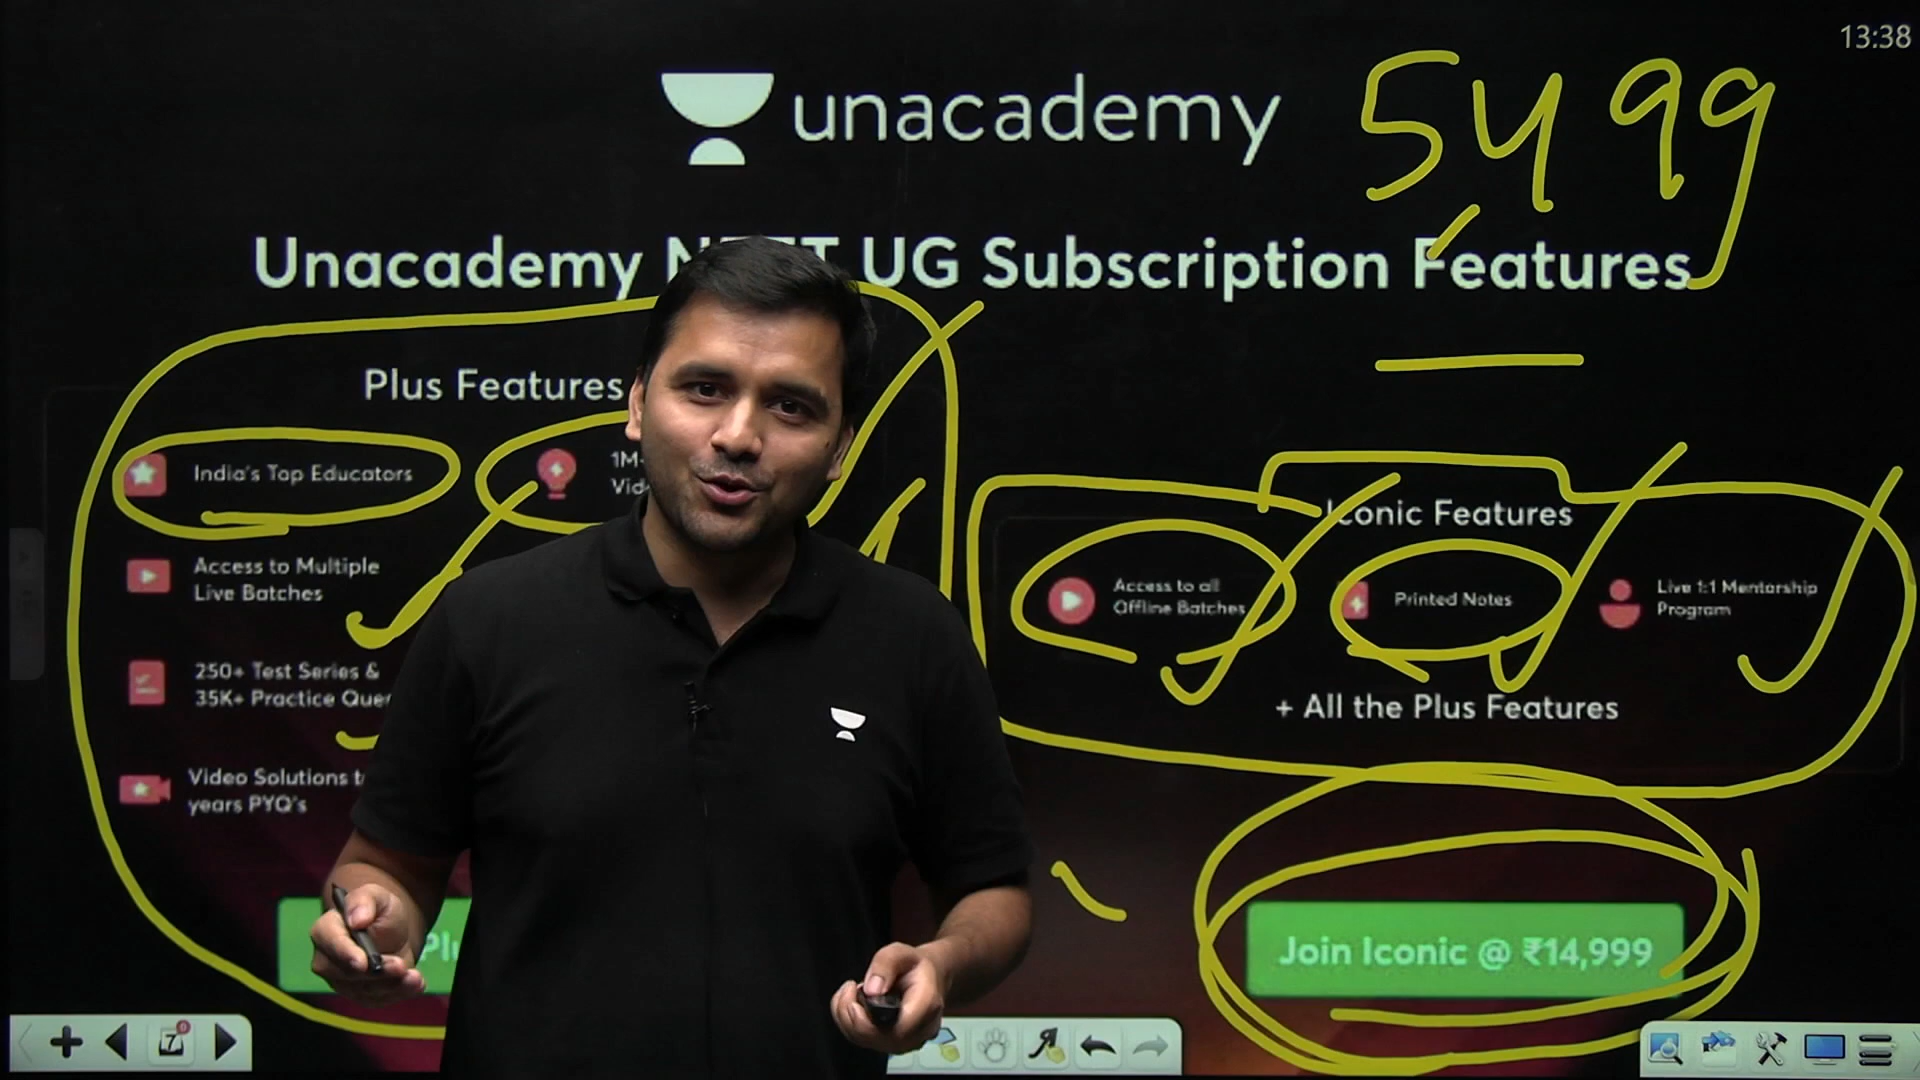 13:38
unacademy
5499
Unacademy NEET UG Subscription Features
Plus Features
India's Top Educators
1M+
Access to Multiple
Live Batches
250+ Test Series &
35K+ Practice
Video Solutions
years PYQ's
Iconic Features
Access to all
Offline Batches
Printed Notes
Live 1:1 Mentorship
Program
+ All the Plus Features
Join Iconic @ ₹14,999
7